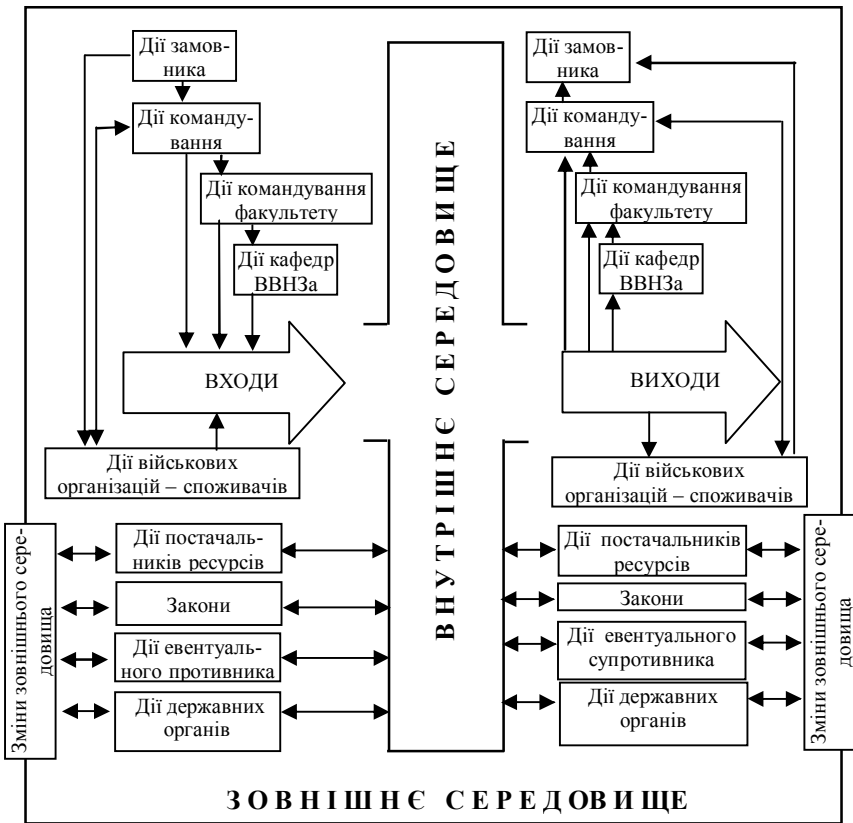 Дії замов-
ника
Дії команду-
вання
Дії командування
факультету
Дії кафедр
ВВНЗа
ВХОДИ
Дії військових
організацій – споживачів
Зміни зовнішнього сере-
довища
Дії постачаль-
ників ресурсів
Закони
Дії евентуаль-
ного противника
Дії державних
органів
ВНУТРІШНЄ СЕРЕДОВИЩЕ
Дії замов-
ника
Дії команду-
вання
Дії командування
факультету
Дії кафедр
ВВНЗа
ВИХОДИ
Дії військових
організацій – споживачів
Дії постачальників
ресурсів
Закони
Дії евентуального
супротивника
Дії державних
органів
Зміни зовнішнього сере-
довища
ЗОВНІШНЄ СЕРЕДОВИЩЕ